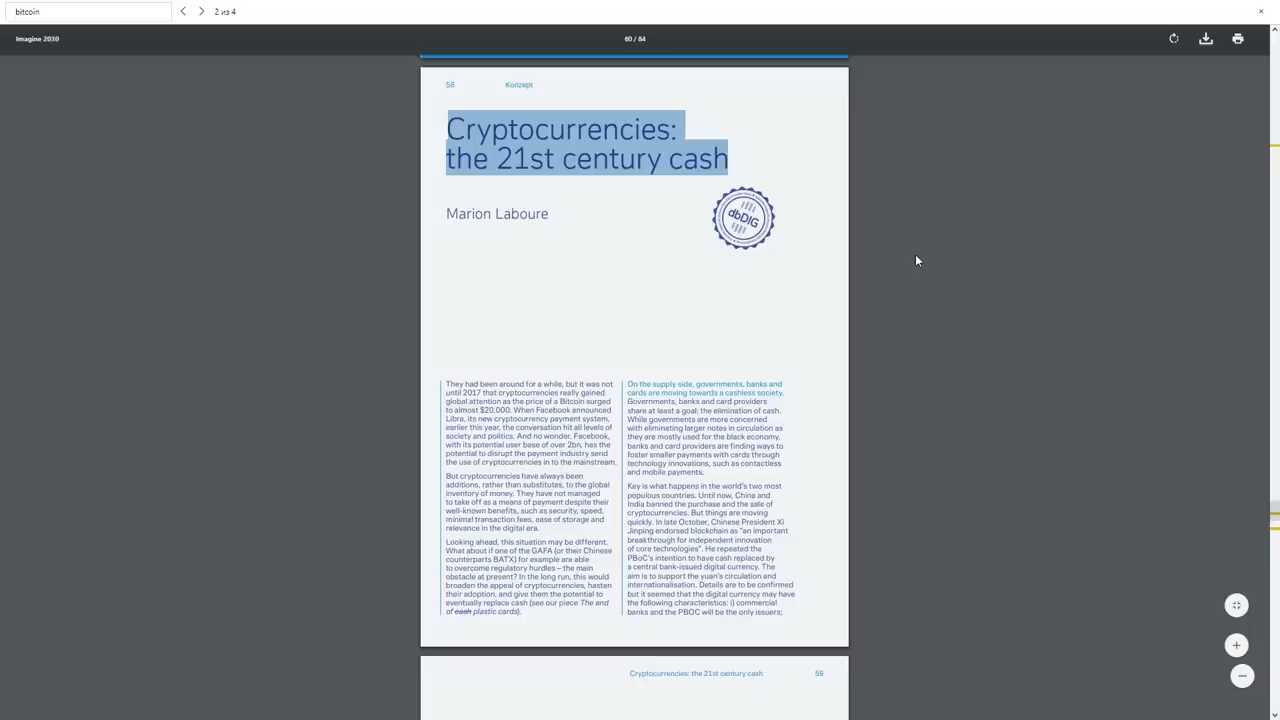 bitcoin
2 из 4
Imagine 2030
60 / 84
58
Konzept
Cryptocurrencies:
the 21st century cash
Marion Laboure
dbDIG
They had been around for a while, but it was not
until 2017 that cryptocurrencies really gained
global attention as the price of a Bitcoin surged
to almost $20,000. When Facebook announced
Libra, its new cryptocurrency payment system,
earlier this year, the conversation hit all levels of
society and politics. And no wonder. Facebook,
with its potential user base of over 2bn, has the
potential to disrupt the payment industry send
the use of cryptocurrencies in to the mainstream.
But cryptocurrencies have always been
additions, rather than substitutes, to the global
inventory of money. They have not managed
to take off as a means of payment despite their
well-known benefits, such as security, speed,
minimal transaction fees, ease of storage and
relevance in the digital era.
Looking ahead, this situation may be different.
What about if one of the GAFA (or their Chinese
counterparts BATX) for example are able
to overcome regulatory hurdles – the main
obstacle at present? In the long run, this would
broaden the appeal of cryptocurrencies, hasten
their adoption, and give them the potential to
eventually replace cash (see our piece The end
of cash plastic cards).
On the supply side, governments, banks and
cards are moving towards a cashless society.
Governments, banks and card providers
share at least a goal; the elimination of cash.
While governments are more concerned
with eliminating larger notes in circulation as
they are mostly used for the black economy,
banks and card providers are finding ways to
foster smaller payments with cards through
technology innovations, such as contactless
and mobile payments.
Key is what happens in the world's two most
populous countries. Until now, China and
India banned the purchase and the sale of
cryptocurrencies. But things are moving
quickly. In late October, Chinese President Xi
Jinping endorsed blockchain as "an important
breakthrough for independent innovation
of core technologies". He repeated the
PBoC's intention to have cash replaced by
a central bank-issued digital currency. The
aim is to support the yuan's circulation and
internationalisation. Details are to be confirmed
but it seemed that the digital currency may have
the following characteristics: i) commercial
banks and the PBOC will be the only issuers;
Cryptocurrencies: the 21st century cash
59